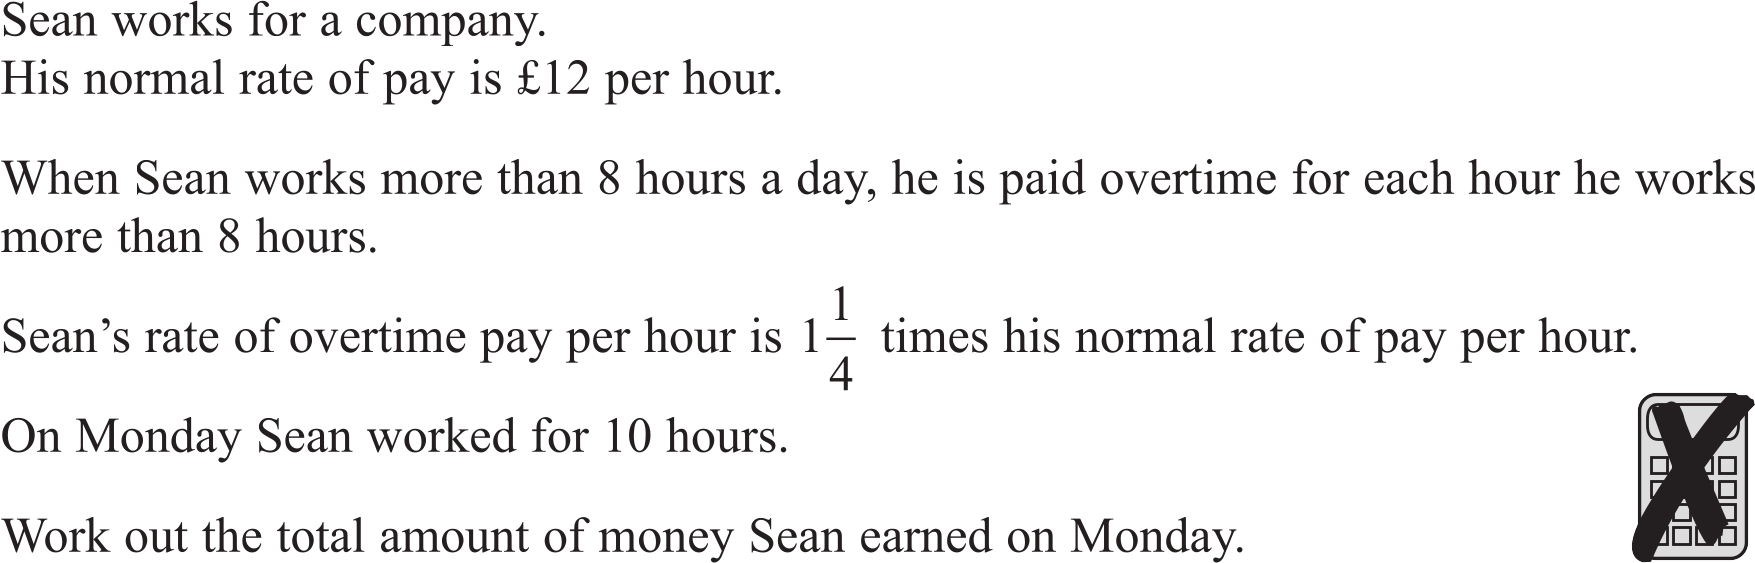 Sean works for a company.
His normal rate of pay is £12 per hour.
When Sean works more than 8 hours a day, he is paid overtime for each hour he works
more than 8 hours.
Sean’s rate of overtime pay per hour is 1 1/4 times his normal rate of pay per hour.
On Monday Sean worked for 10 hours.
Work out the total amount of money Sean earned on Monday.